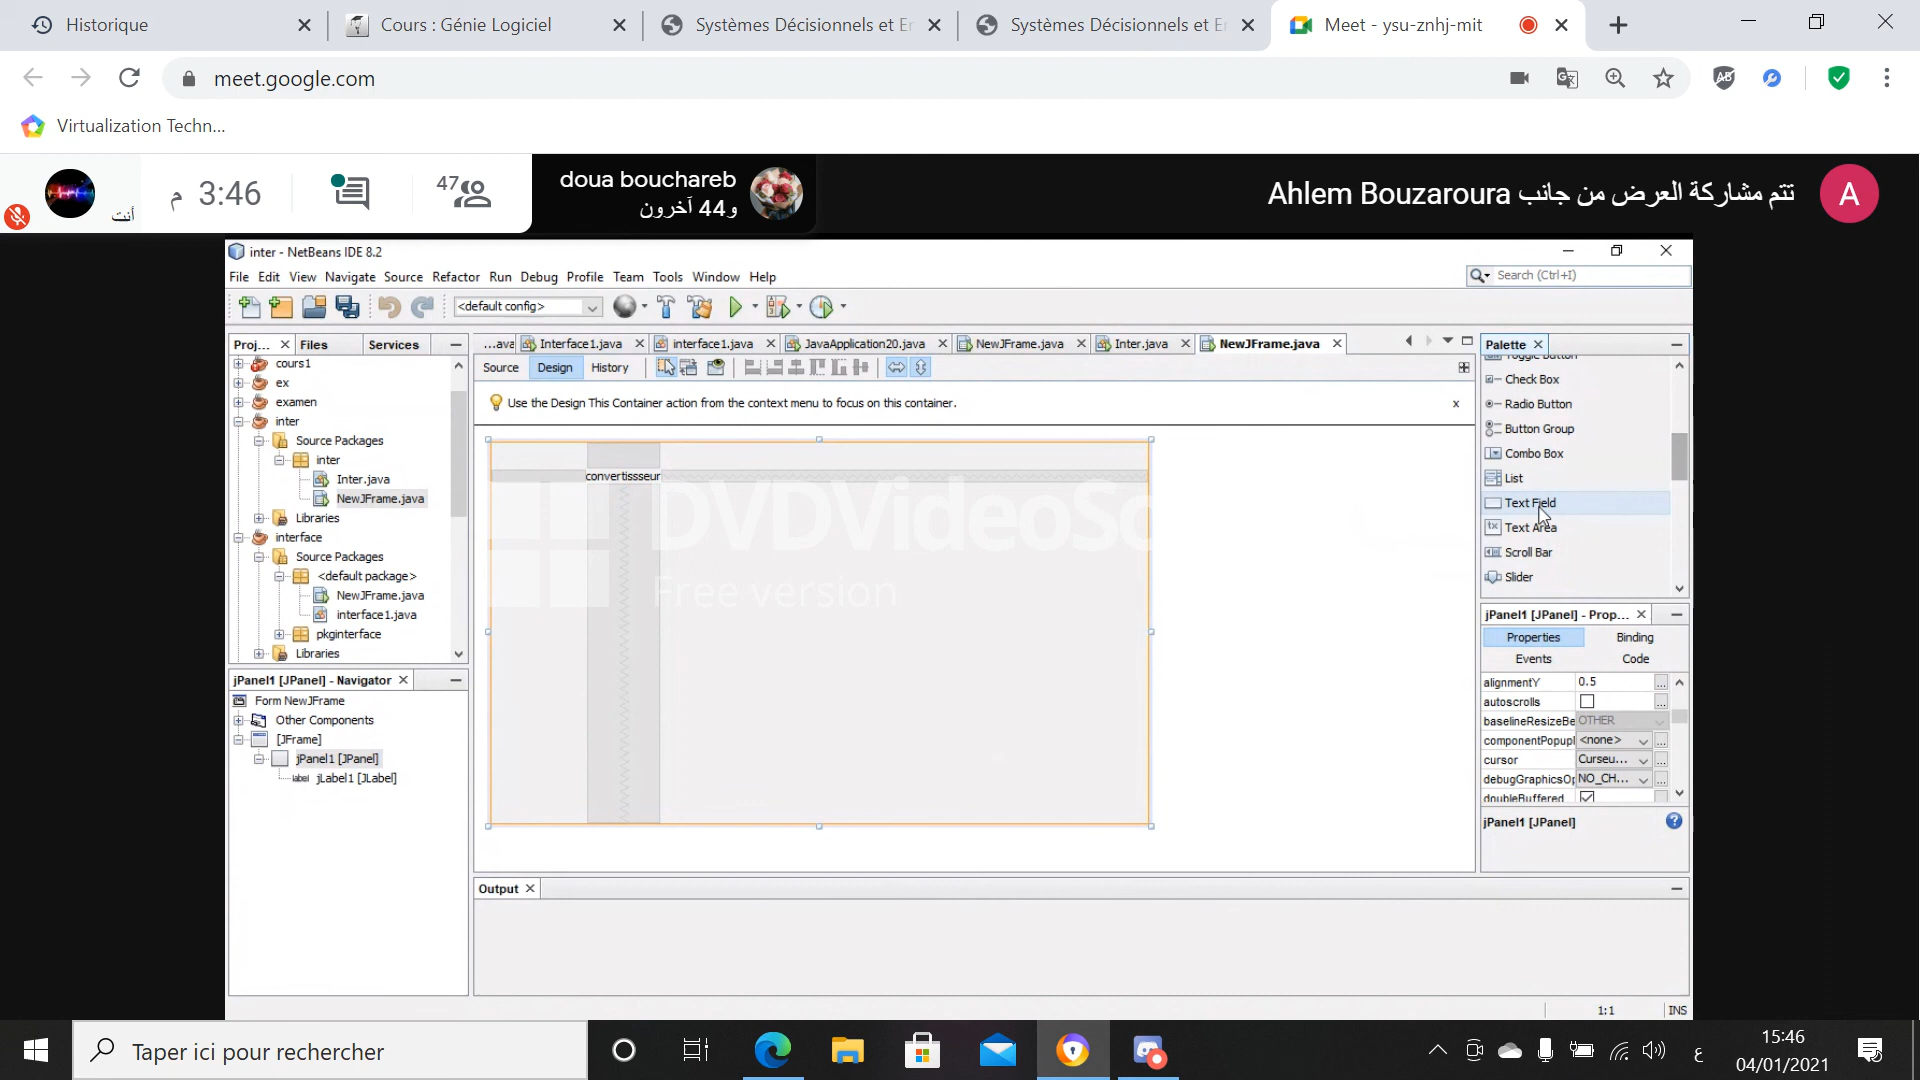 Historique
Cours : Génie Logiciel
Systèmes Décisionnels et Er
Systèmes Décisionnels et Er
Meet - ysu-znhj-mit
meet.google.com
Virtualization Techn...
أنت
3:46 م
47
doua bouchareb
و44 آخرون
تتم مشاركة العرض من جانب Ahlem Bouzaroura
A
inter - NetBeans IDE 8.2
File Edit View Navigate Source Refactor Run Debug Profile Team Tools Window Help
Search (Ctrl+I)
<default config>
Proj... Files Services
...ava Interface1.java interface1.java JavaApplication20.java NewJFrame.java Inter.java NewJFrame.java
Palette
Source Design History
Use the Design This Container action from the context menu to focus on this container.
x
cours1
ex
examen
inter
Source Packages
inter
Inter.java
NewJFrame.java
Libraries
interface
Source Packages
<default package>
NewJFrame.java
interface1.java
pkginterface
Libraries
convertissseur
DVDVideoSo
Free version
Toggle Button
Check Box
Radio Button
Button Group
Combo Box
List
Text Field
Text Area
Scroll Bar
Slider
jPanel1 [JPanel] - Navigator
Form NewJFrame
Other Components
[JFrame]
jPanel1 [JPanel]
label jLabel1 [JLabel]
jPanel1 [JPanel] - Prop...
Properties Binding
Events Code
alignmentY 0.5
autoscrolls
baselineResizeBe OTHER
componentPopupI <none>
cursor Curseu...
debugGraphicsOp NO_CH...
doubleBuffered
jPanel1 [JPanel]
Output
1:1 INS
Taper ici pour rechercher
ع
15:46
04/01/2021